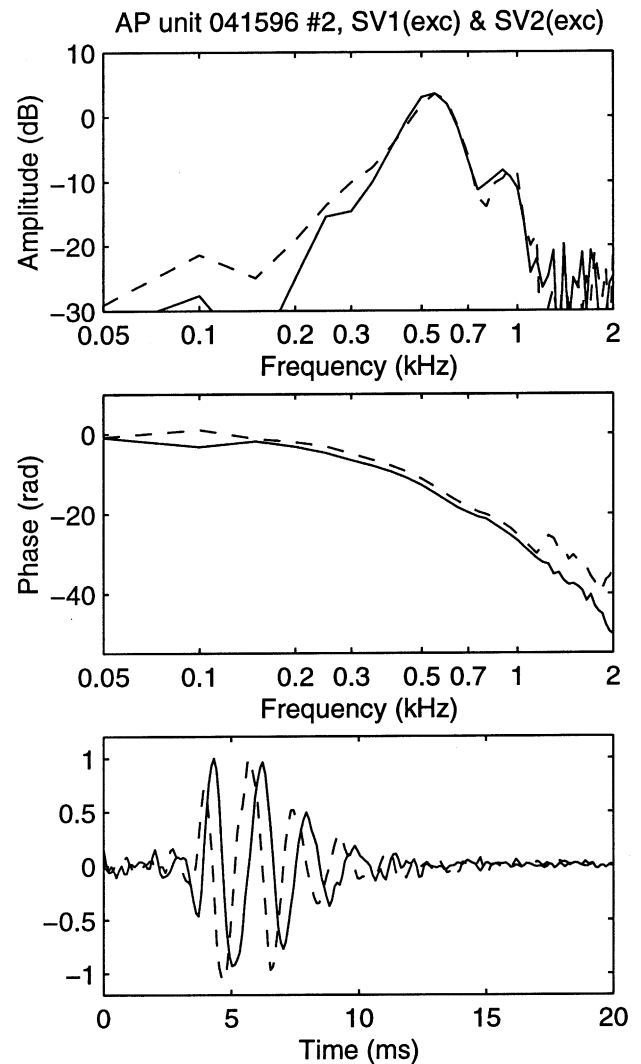 AP unit 041596 #2, SV1(exc) & SV2(exc)
10
0
−10
−20
−30
Amplitude (dB)
0.05 0.1 0.2 0.3 0.5 0.7 1 2
Frequency (kHz)
0
−20
−40
Phase (rad)
0.05 0.1 0.2 0.3 0.5 0.7 1 2
Frequency (kHz)
1
0.5
0
−0.5
−1
0 5 10 15 20
Time (ms)